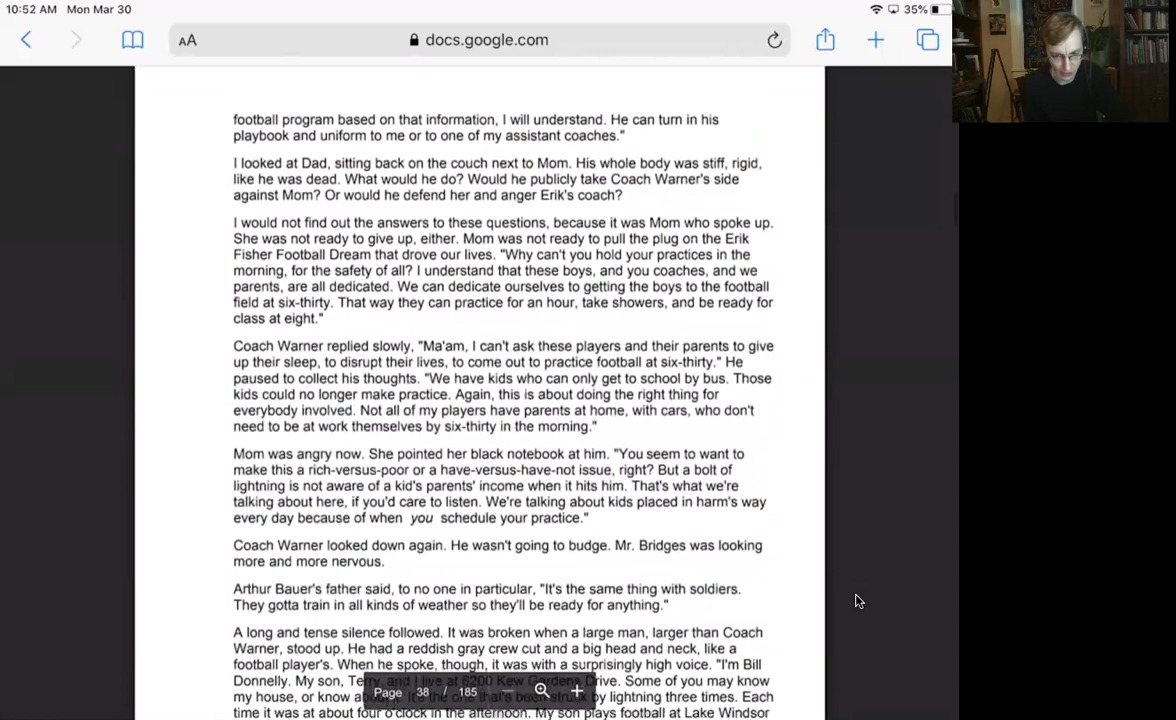 10:52 AM Mon Mar 30
35%
AA
docs.google.com
football program based on that information, I will understand. He can turn in his
playbook and uniform to me or to one of my assistant coaches."
I looked at Dad, sitting back on the couch next to Mom. His whole body was stiff, rigid,
like he was dead. What would he do? Would he publicly take Coach Warner's side
against Mom? Or would he defend her and anger Erik's coach?
I would not find out the answers to these questions, because it was Mom who spoke up.
She was not ready to give up, either. Mom was not ready to pull the plug on the Erik
Fisher Football Dream that drove our lives. "Why can't you hold your practices in the
morning, for the safety of all? I understand that these boys, and you coaches, and we
parents, are all dedicated. We can dedicate ourselves to getting the boys to the football
field at six-thirty. That way they can practice for an hour, take showers, and be ready for
class at eight."
Coach Warner replied slowly, "Ma'am, I can't ask these players and their parents to give
up their sleep, to disrupt their lives, to come out to practice football at six-thirty." He
paused to collect his thoughts. "We have kids who can only get to school by bus. Those
kids could no longer make practice. Again, this is about doing the right thing for
everybody involved. Not all of my players have parents at home, with cars, who don't
need to be at work themselves by six-thirty in the morning."
Mom was angry now. She pointed her black notebook at him. "You seem to want to
make this a rich-versus-poor or a have-versus-have-not issue, right? But a bolt of
lightning is not aware of a kid's parents' income when it hits him. That's what we're
talking about here, if you'd care to listen. We're talking about kids placed in harm's way
every day because of when you schedule your practice."
Coach Warner looked down again. He wasn't going to budge. Mr. Bridges was looking
more and more nervous.
Arthur Bauer's father said, to no one in particular, "It's the same thing with soldiers.
They gotta train in all kinds of weather so they'll be ready for anything."
A long and tense silence followed. It was broken when a large man, larger than Coach
Warner, stood up. He had a reddish gray crew cut and a big head and neck, like a
football player's. When he spoke, though, it was with a surprisingly high voice. "I'm Bill
Donnelly. My son, Terry, and I live at 6200 Kew Gardens Drive. Some of you may know
my house, or know about it. It's the one that's been struck by lightning three times. Each
time it was at about four o'clock in the afternoon. My son plays football at Lake Windsor
Page 38 / 185